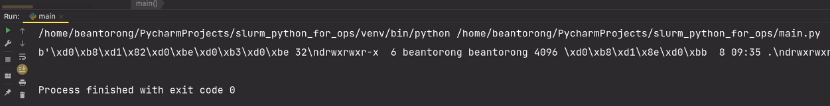 main()
Run: main ×
/home/beantorong/PycharmProjects/slurm_python_for_ops/venv/bin/python /home/beantorong/PycharmProjects/slurm_python_for_ops/main.py
b'\xd0\xb8\xd1\x82\xd0\xbe\xd0\xb3\xd0\xbe 32\ndrwxrwxr-x  6 beantorong beantorong 4096 \xd0\xb8\xd1\x8e\xd0\xbb  8 09:35 .\ndrwxrwxr
Process finished with exit code 0